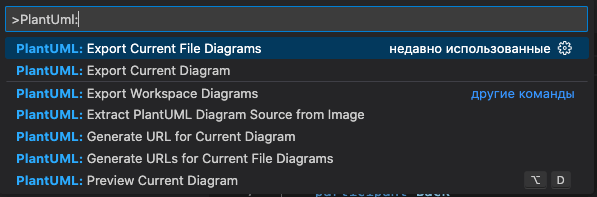 >PlantUml:
PlantUML: Export Current File Diagrams недавно использованные
PlantUML: Export Current Diagram
PlantUML: Export Workspace Diagrams другие команды
PlantUML: Extract PlantUML Diagram Source from Image
PlantUML: Generate URL for Current Diagram
PlantUML: Generate URLs for Current File Diagrams
PlantUML: Preview Current Diagram ⌥ D
participant Back